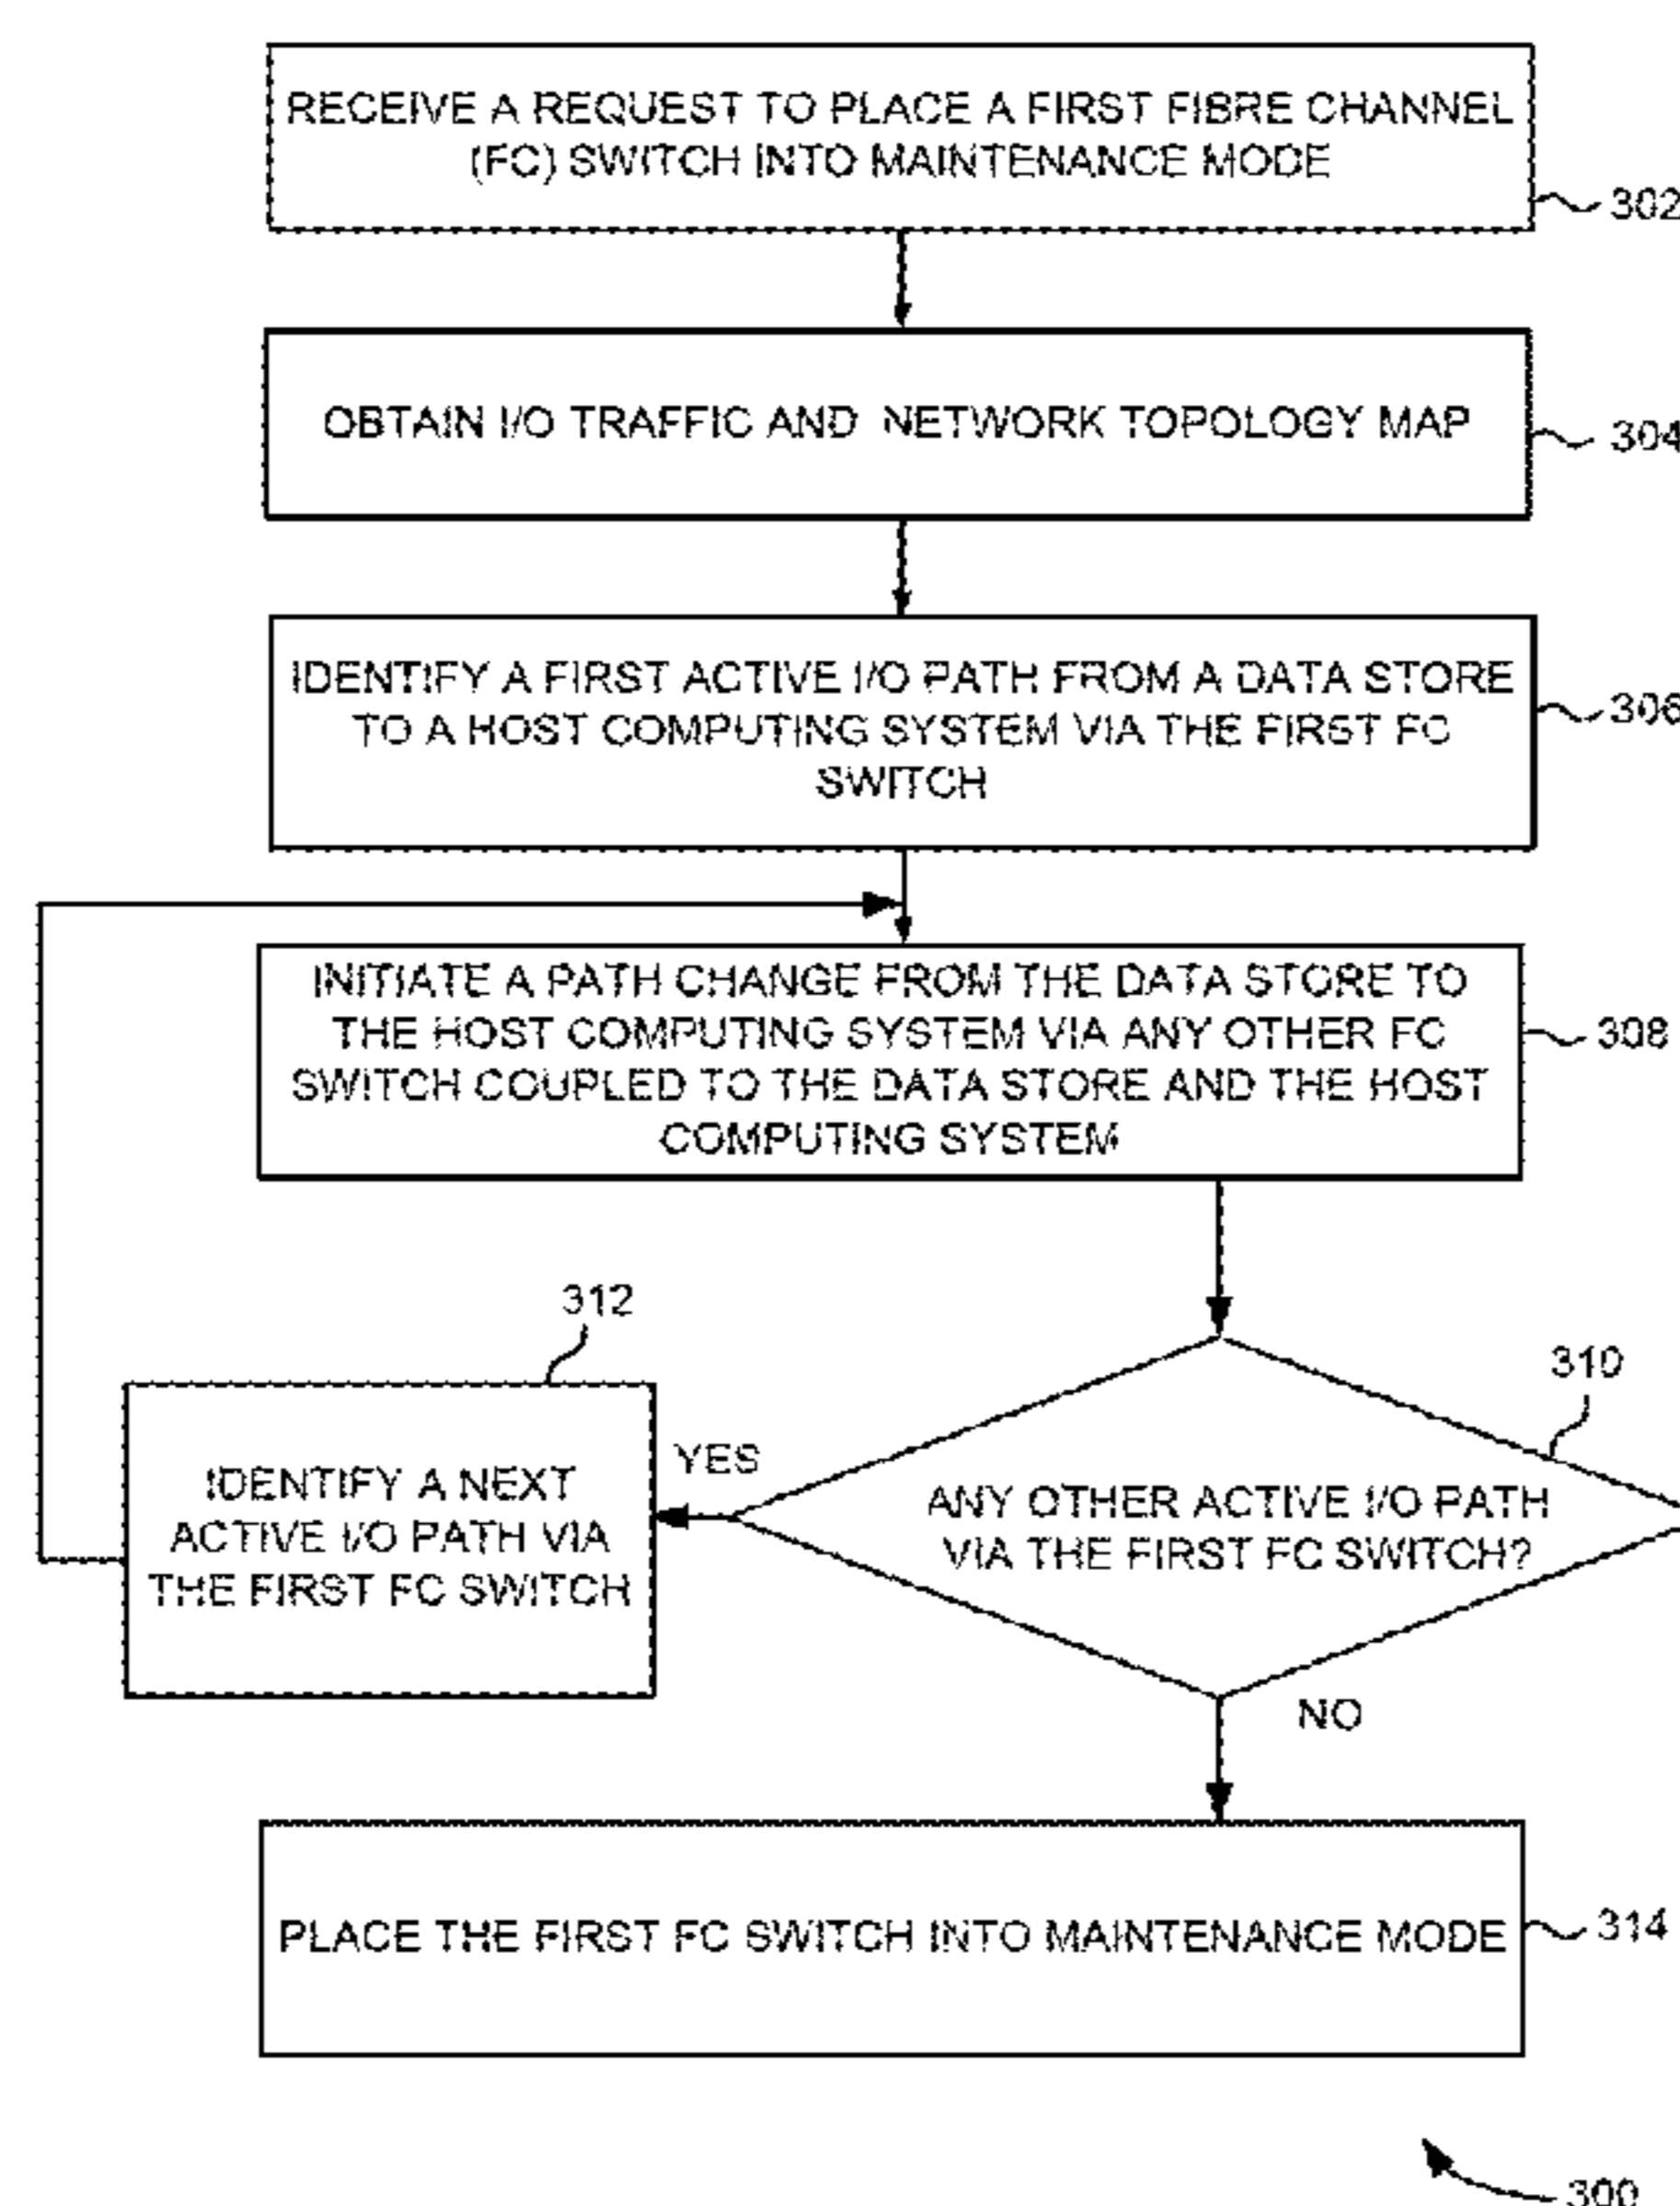 RECEIVE A REQUEST TO PLACE A FIRST FIBRE CHANNEL
(FC) SWITCH INTO MAINTENANCE MODE
302
OBTAIN I/O TRAFFIC AND NETWORK TOPOLOGY MAP
304
IDENTIFY A FIRST ACTIVE I/O PATH FROM A DATA STORE
TO A HOST COMPUTING SYSTEM VIA THE FIRST FC
SWITCH
306
INITIATE A PATH CHANGE FROM THE DATA STORE TO
THE HOST COMPUTING SYSTEM VIA ANY OTHER FC
SWITCH COUPLED TO THE DATA STORE AND THE HOST
COMPUTING SYSTEM
308
312
310
IDENTIFY A NEXT
ACTIVE I/O PATH VIA
THE FIRST FC SWITCH
YES
ANY OTHER ACTIVE I/O PATH
VIA THE FIRST FC SWITCH?
NO
PLACE THE FIRST FC SWITCH INTO MAINTENANCE MODE
314
300